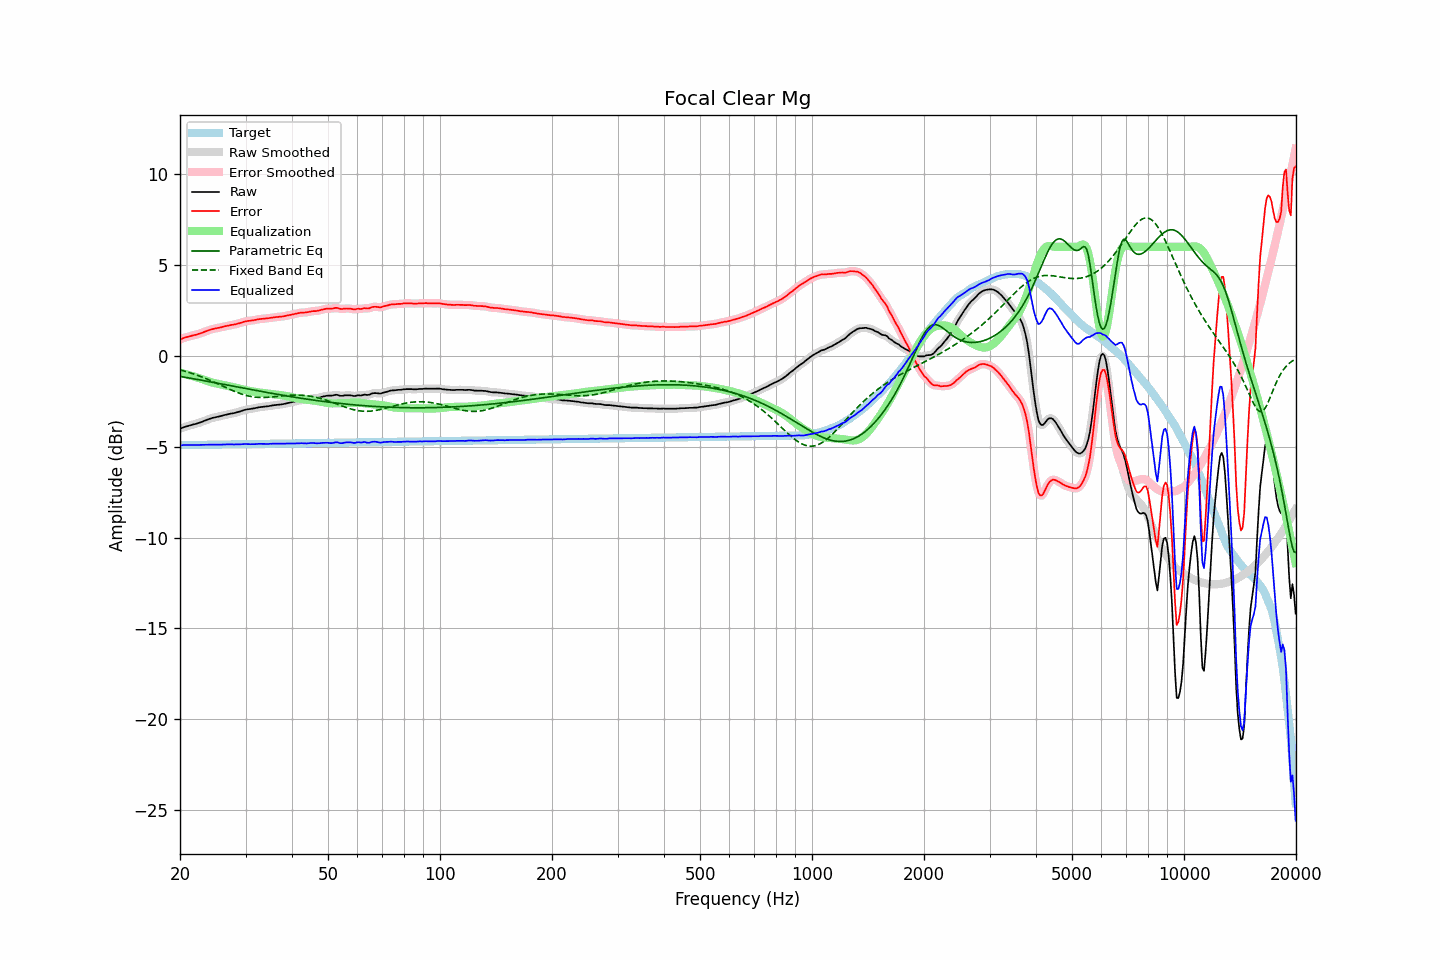 Focal Clear Mg
Target
Raw Smoothed
Error Smoothed
Raw
Error
Equalization
Parametric Eq
Fixed Band Eq
Equalized
10
5
0
−5
−10
−15
−20
−25
Amplitude (dBr)
20
50
100
200
500
1000
2000
5000
10000
20000
Frequency (Hz)